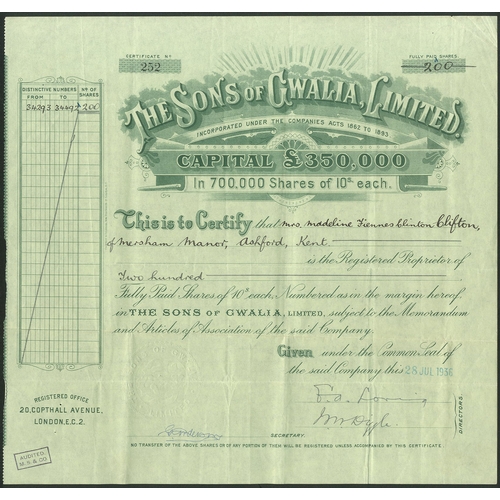 CERTIFICATE Nº
252
FULLY PAID SHARES
200
DISTINCTIVE NUMBERS
FROM TO
Nº OF SHARES
34293 34492 200
THE SONS OF GWALIA, LIMITED.
INCORPORATED UNDER THE COMPANIES ACTS 1862 TO 1893.
CAPITAL £350,000
In 700,000 Shares of 10s each.
This is to Certify that Mrs. Madeline Fiennes Clinton Clifton,
of Mersham Manor, Ashford, Kent
is the Registered Proprietor of
Two hundred
Fully Paid Shares of 10s each, Numbered as in the margin hereof
in THE SONS OF GWALIA, LIMITED, subject to the Memorandum
and Articles of Association of the said Company.
Given under the Common Seal of
the said Company this 28 JUL 1936
DIRECTORS.
REGISTERED OFFICE
20, COPTHALL AVENUE,
LONDON, E.C.2.
SECRETARY.
NO TRANSFER OF THE ABOVE SHARES OR OF ANY PORTION OF THEM WILL BE REGISTERED UNLESS ACCOMPANIED BY THIS CERTIFICATE.
AUDITED,
M.S. & CO.